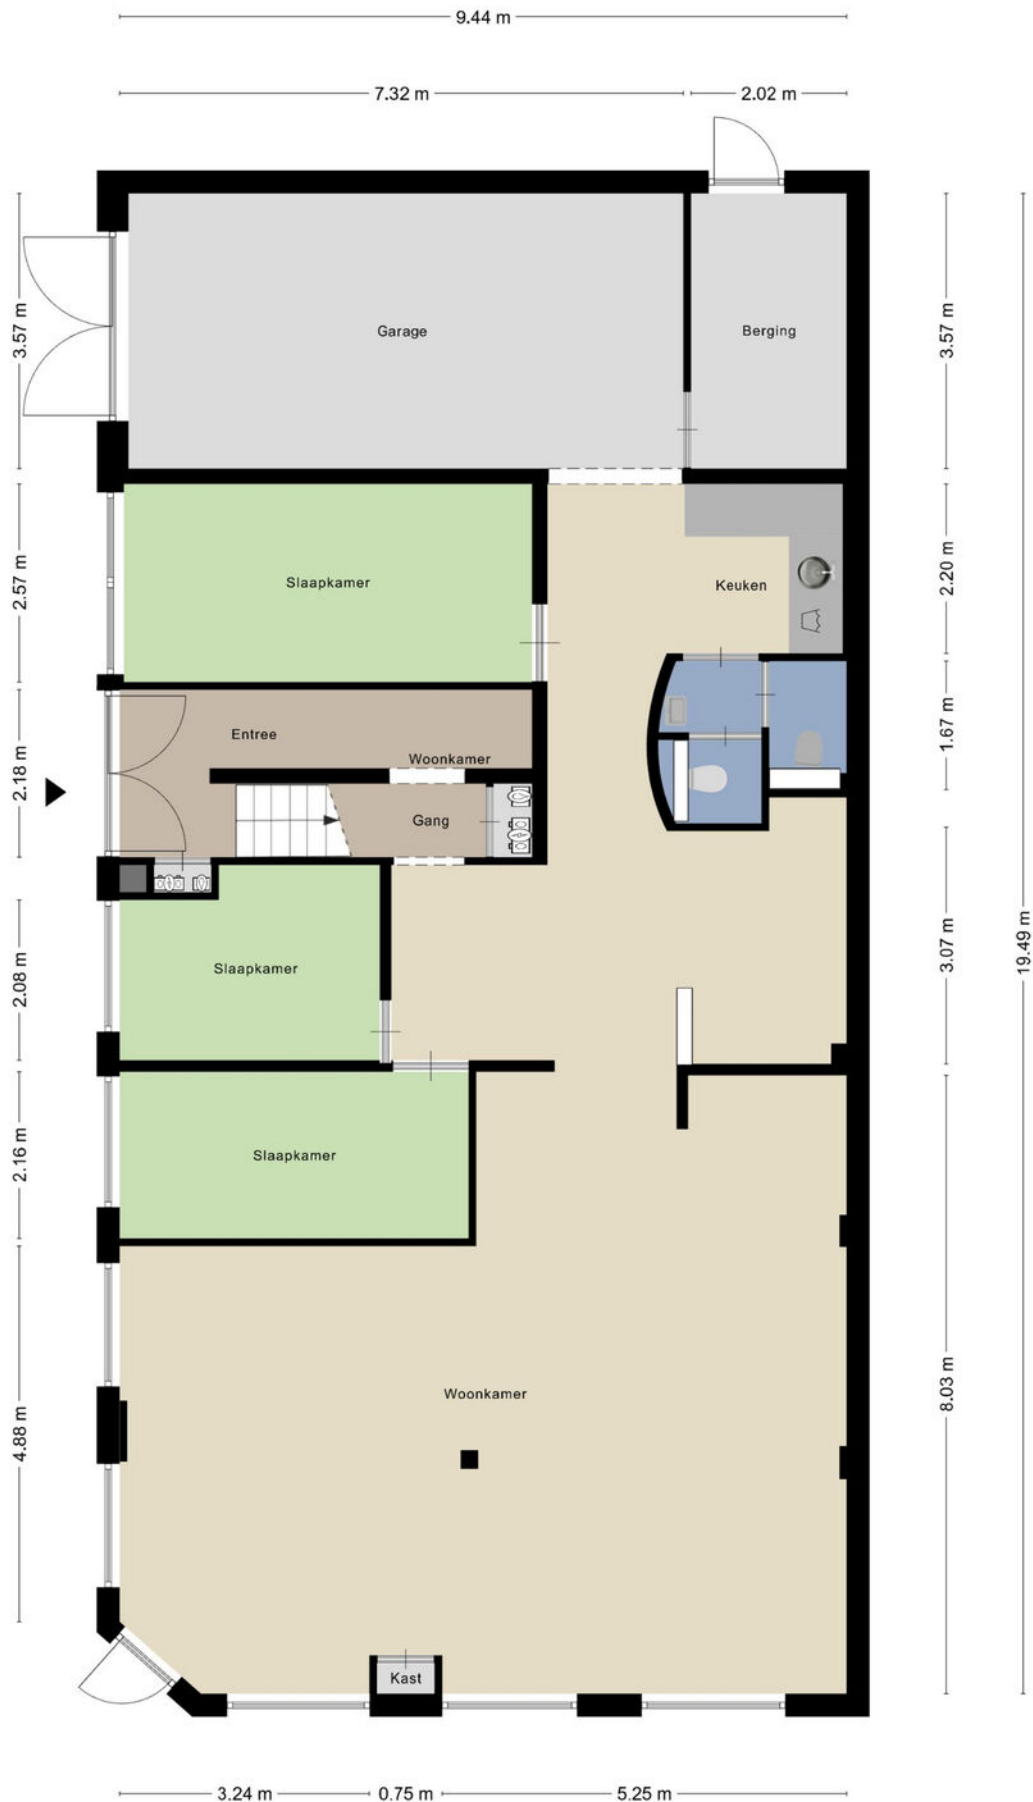 9.44 m
7.32 m
2.02 m
3.57 m
Garage
Berging
3.57 m
2.57 m
Slaapkamer
Keuken
2.20 m
2.18 m
Entree
Woonkamer
Gang
1.67 m
2.08 m
Slaapkamer
3.07 m
19.49 m
2.16 m
Slaapkamer
4.88 m
Woonkamer
8.03 m
Kast
3.24 m
0.75 m
5.25 m